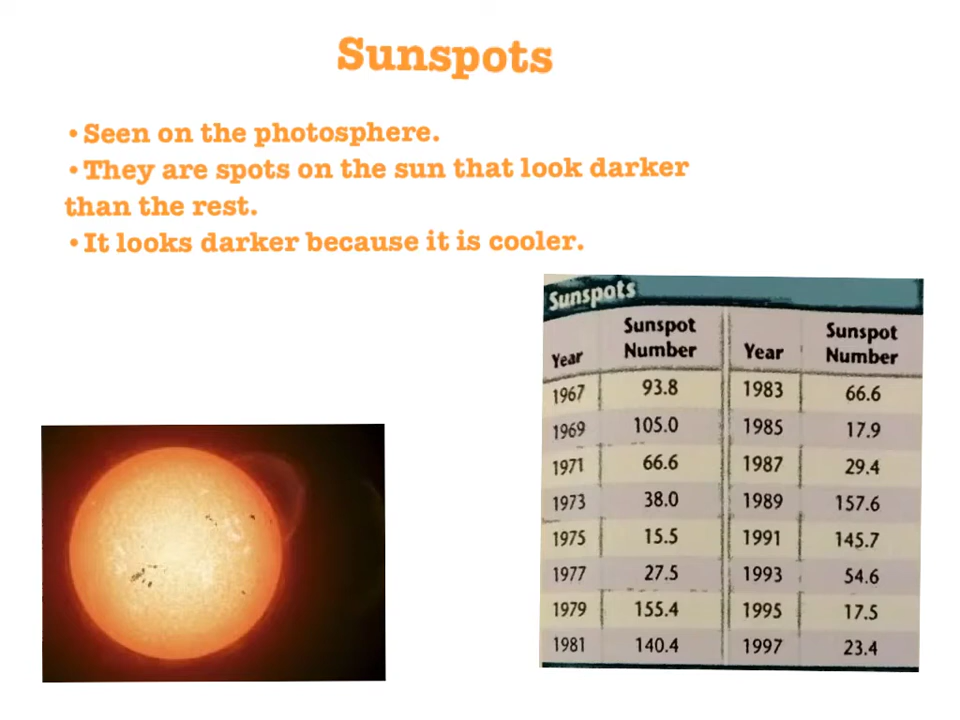 Sunspots
•Seen on the photosphere.
•They are spots on the sun that look darker
than the rest.
•It looks darker because it is cooler.
Sunspots
Year Sunspot Number Year Sunspot Number
1967 93.8 1983 66.6
1969 105.0 1985 17.9
1971 66.6 1987 29.4
1973 38.0 1989 157.6
1975 15.5 1991 145.7
1977 27.5 1993 54.6
1979 155.4 1995 17.5
1981 140.4 1997 23.4